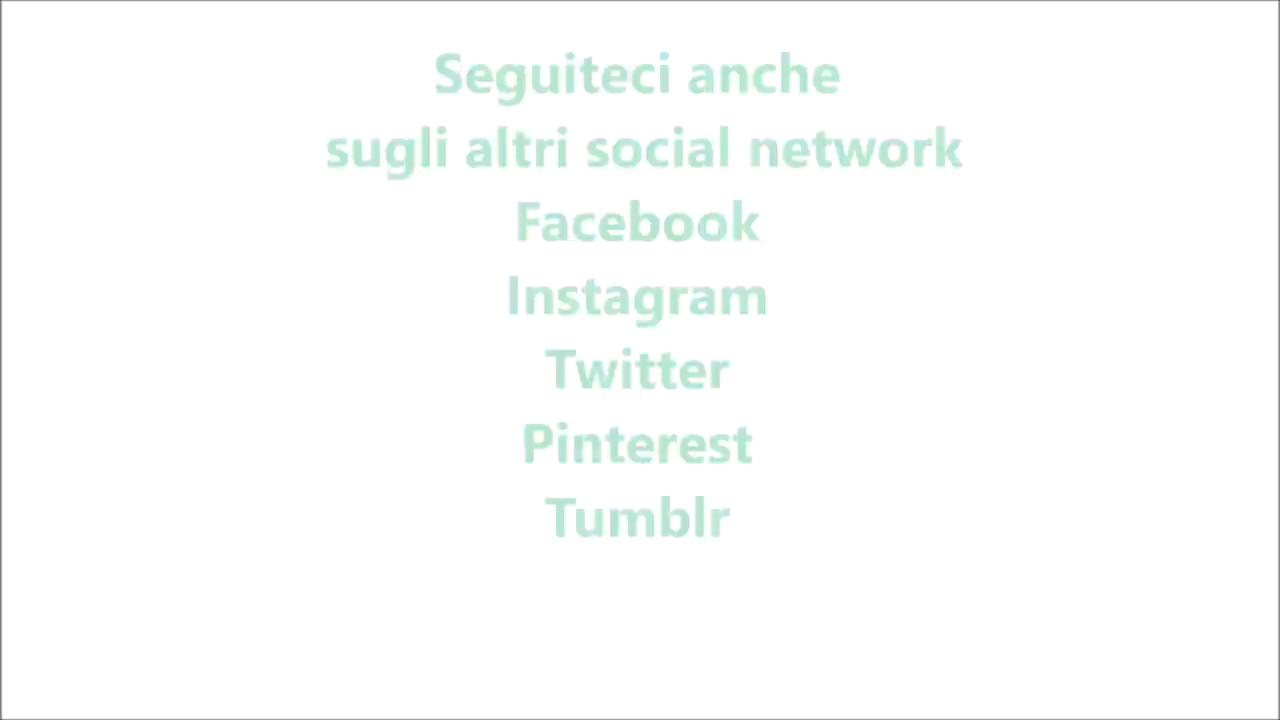 Seguiteci anche
sugli altri social network
Facebook
Instagram
Twitter
Pinterest
Tumblr